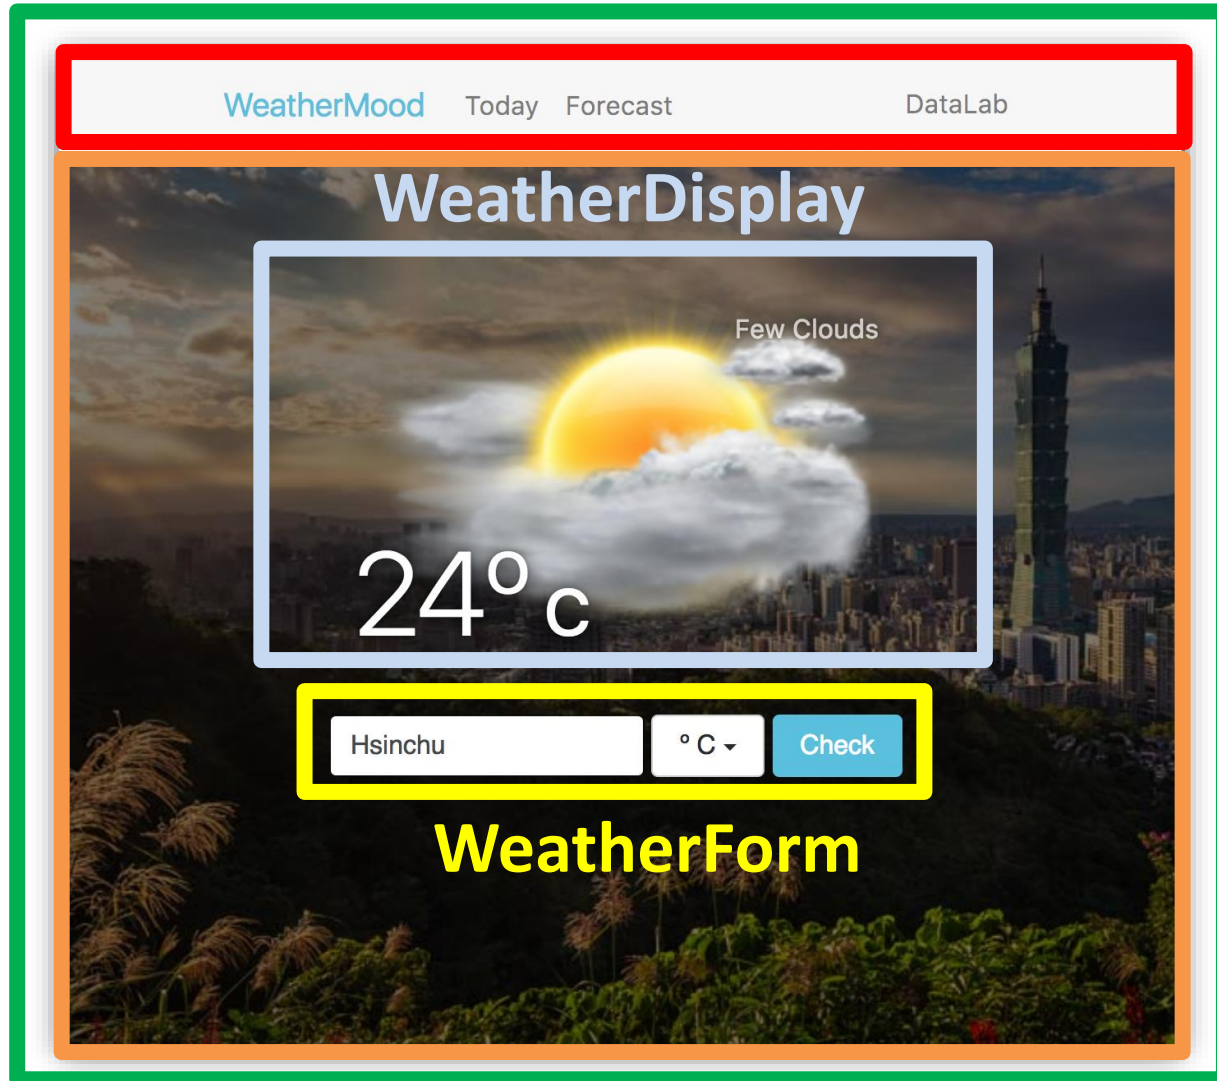 WeatherMood Today Forecast DataLab
WeatherDisplay
Few Clouds
24° c
Hsinchu ° C Check
WeatherForm